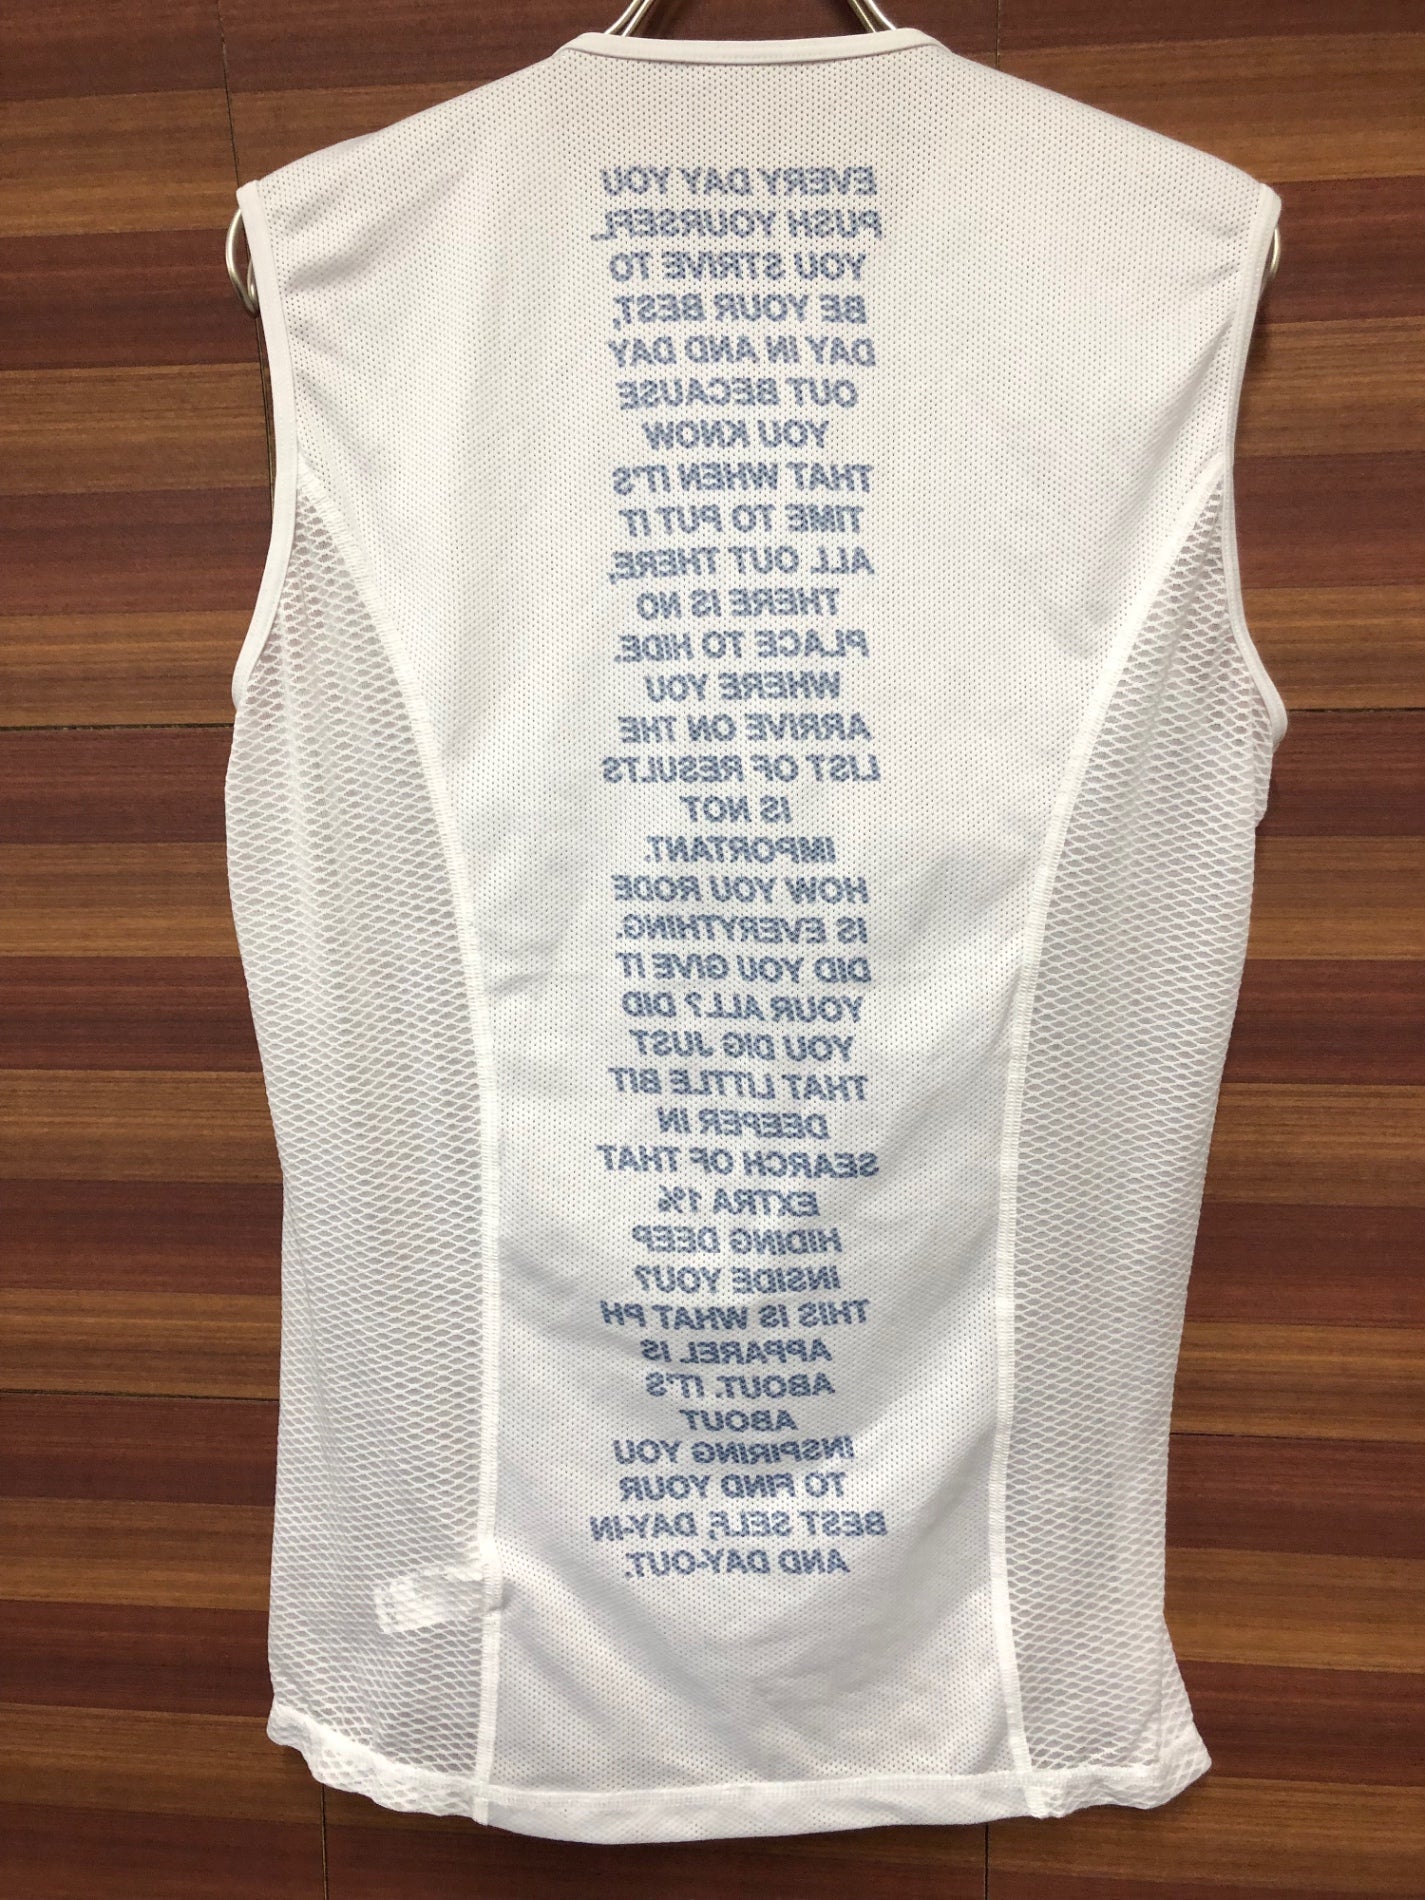 EVERY DAY YOU
PUSH YOURSEFL
YOU STRIVE TO
BE YOUR BEST,
DAY IN AND DAY
OUT BECAUSE
YOU KNOW
THAT WHEN IT'S
TIME TO PUT IT
ALL OUT THERE,
THERE IS NO
PLACE TO HIDE.
WHERE YOU
ARRIVE ON THE
LIST OF RESULTS
IS NOT
IMPORTANT.
HOW YOU RODE
IS EVERYTHING.
DID YOU GIVE IT
YOUR ALL? DID
YOU DIG JUST
THAT LITTLE BIT
DEEPER IN
SEARCH OF THAT
EXTRA 1%
HIDING DEEP
INSIDE YOU?
THIS IS WHAT PH
APPAREL IS
ABOUT. IT'S
ABOUT
INSPIRING YOU
TO FIND YOUR
BEST SELF, DAY-IN
AND DAY-OUT.